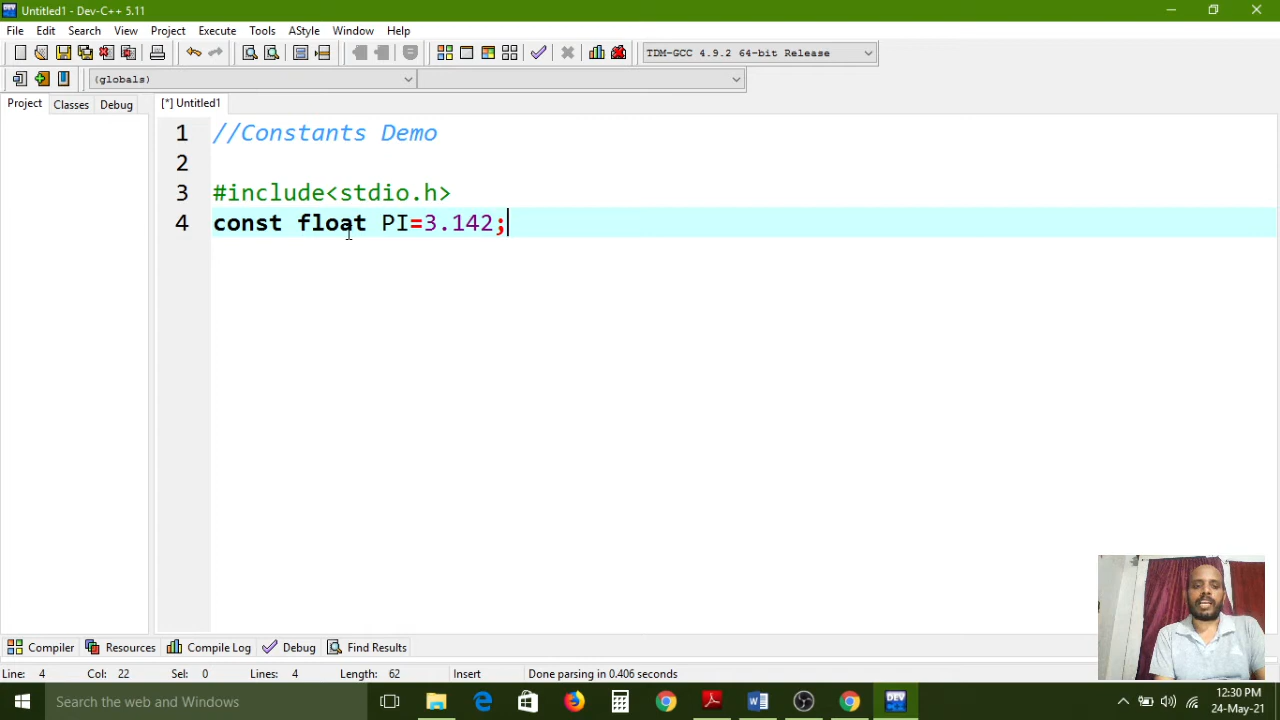 Untitled1 - Dev-C++ 5.11
File Edit Search View Project Execute Tools AStyle Window Help
TDM-GCC 4.9.2 64-bit Release
(globals)
Project Classes Debug
[*] Untitled1
1 //Constants Demo
2
3 #include<stdio.h>
4 const float PI=3.142;
Compiler Resources Compile Log Debug Find Results
Line: 4 Col: 22 Sel: 0 Lines: 4 Length: 62 Insert Done parsing in 0.406 seconds
Search the web and Windows
DEV
12:30 PM
24-May-21